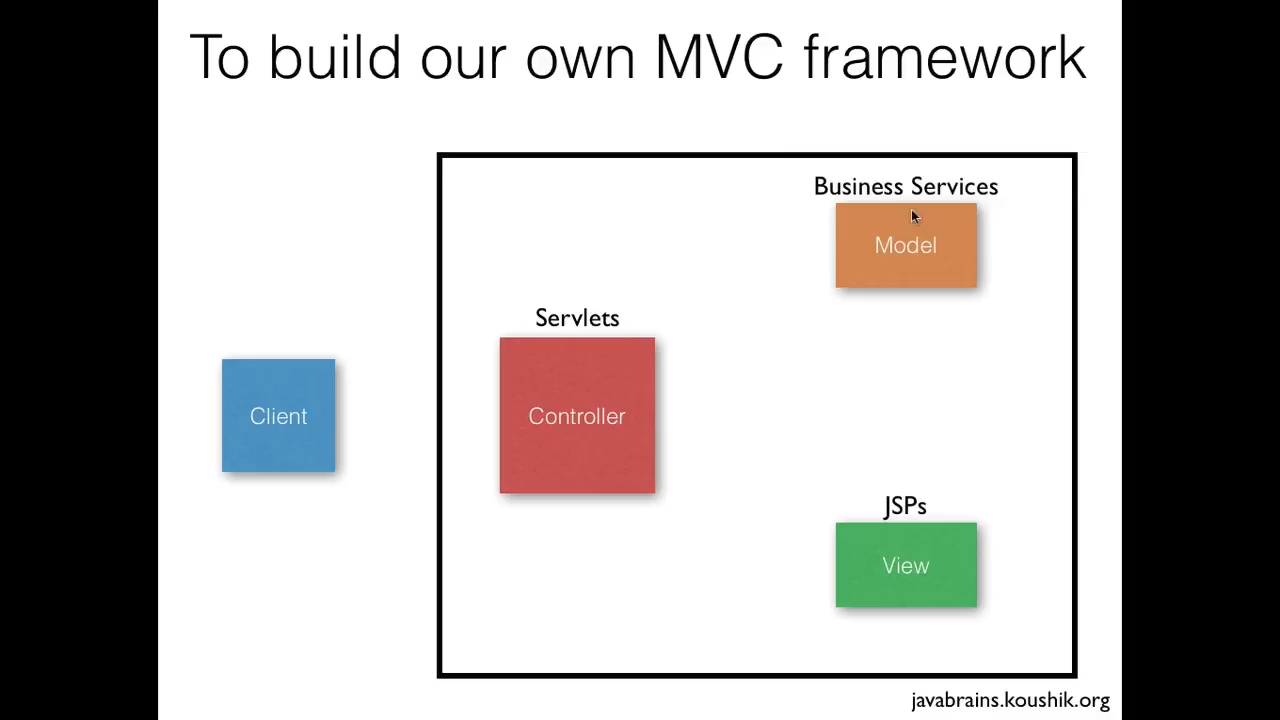 To build our own MVC framework
Business Services
Model
Servlets
Client
Controller
JSPs
View
javabrains.koushik.org